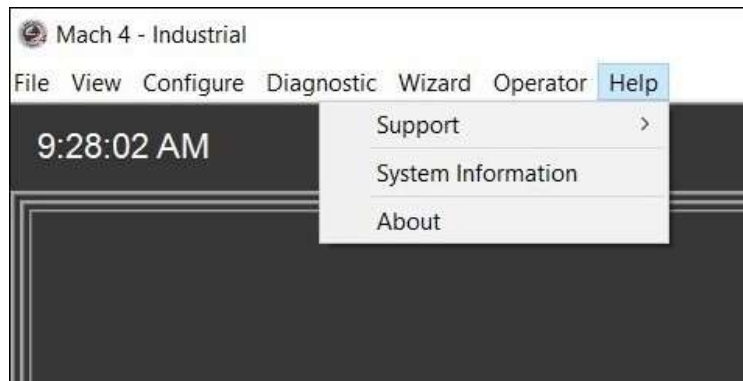 Mach 4 - Industrial
File View Configure Diagnostic Wizard Operator Help
Support >
9:28:02 AM
System Information
About